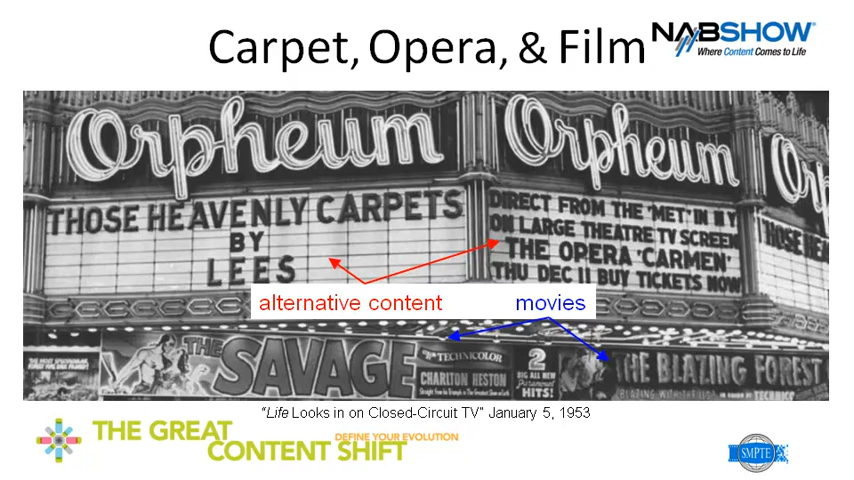 Carpet, Opera, & Film
NABSHOW®
Where Content Comes to Life
Orpheum
Orpheum
Or
THOSE HEAVENLY CARPETS
BY
LEES
DIRECT FROM THE 'MET,' IN N Y
ON LARGE THEATRE TV SCREEN
THE OPERA 'CARMEN'
THU DEC 11 BUY TICKETS NOW
THOSE HEA
alternative content
movies
THE SAVAGE
TECHNICOLOR
CHARLTON HESTON
2
BIG ALL NEW
Paramount
HITS!
THE BLAZING FOREST
"Life Looks in on Closed-Circuit TV" January 5, 1953
THE GREAT
CONTENT SHIFT
DEFINE YOUR EVOLUTION
SMPTE